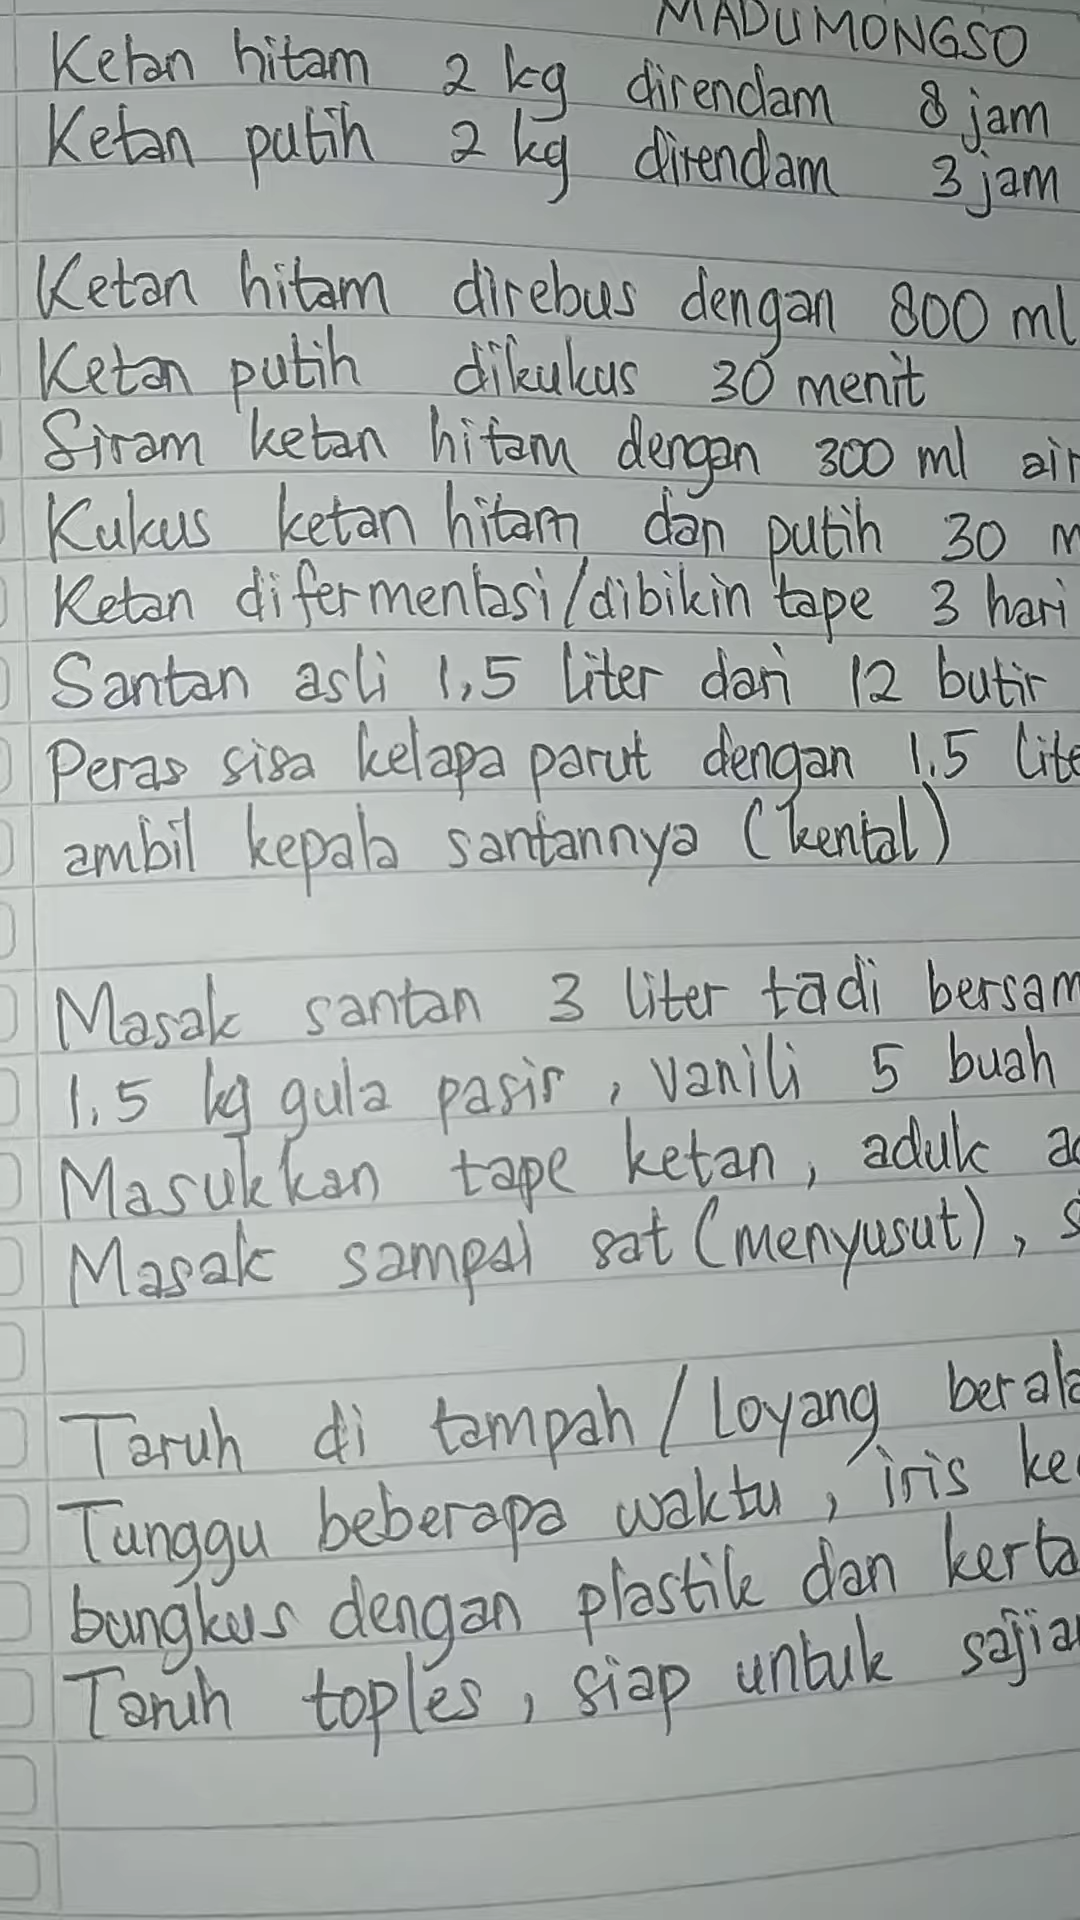 MADUMONGSO
Ketan hitam 2 kg direndam 8 jam
Ketan putih 2 kg direndam 3 jam
Ketan hitam direbus dengan 800 ml
Ketan putih dikukus 30 menit
Siram ketan hitam dengan 300 ml air
Kukus ketan hitam dan putih 30 m
Ketan difermentasi/dibikin tape 3 hari
Santan asli 1,5 liter dari 12 butir
Peras sisa kelapa parut dengan 1.5 lite
ambil kepala santannya (kental)
Masak santan 3 liter tadi bersam
1.5 kg gula pasir, vanili 5 buah
Masukkan tape ketan, aduk a
Masak sampai sat (menyusut), s
Taruh di tampah/loyang berala
Tunggu beberapa waktu, iris ke
bungkus dengan plastik dan kerta
Taruh toples, siap untuk sajia